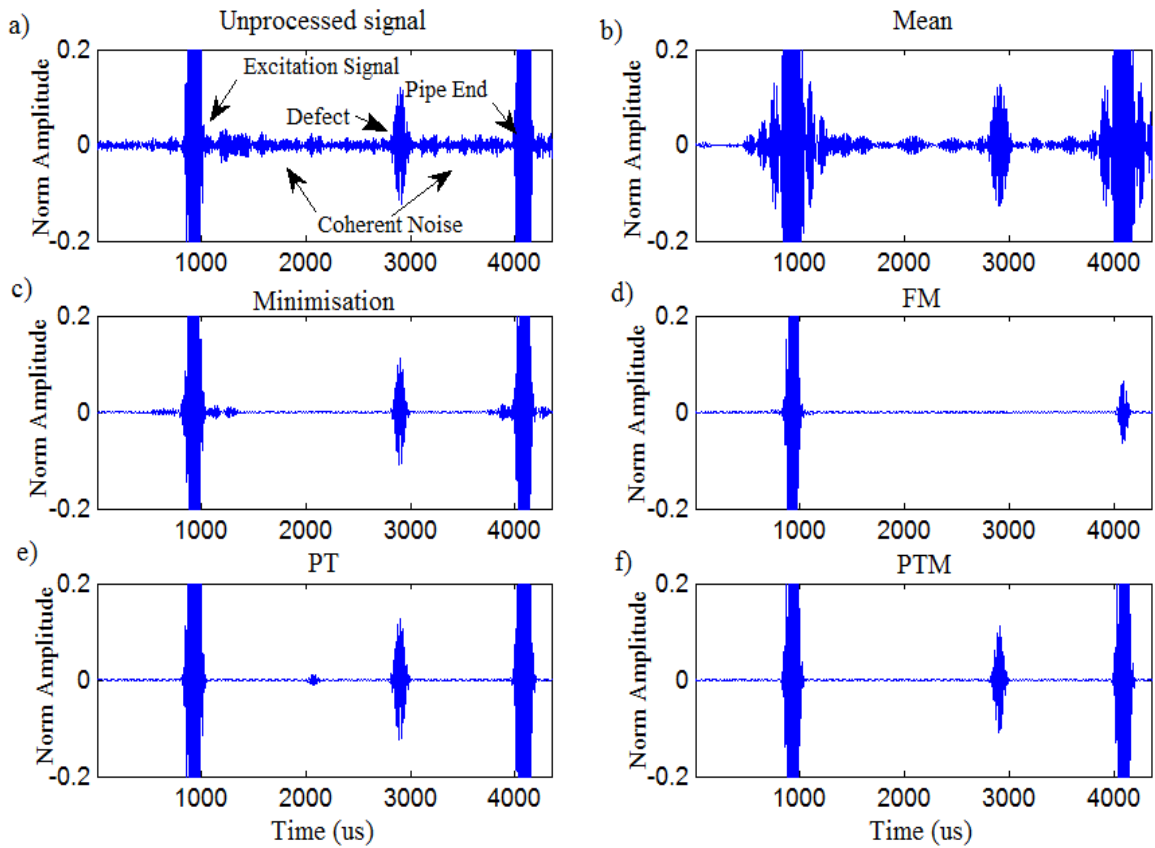 a) Unprocessed signal
0.2
0
-0.2
Norm Amplitude
Excitation Signal
Defect
Pipe End
Coherent Noise
1000 2000 3000 4000
b) Mean
0.2
0
-0.2
Norm Amplitude
1000 2000 3000 4000
c) Minimisation
0.2
0
-0.2
Norm Amplitude
1000 2000 3000 4000
d) FM
0.2
0
-0.2
Norm Amplitude
1000 2000 3000 4000
e) PT
0.2
0
-0.2
Norm Amplitude
1000 2000 3000 4000
Time (us)
f) PTM
0.2
0
-0.2
Norm Amplitude
1000 2000 3000 4000
Time (us)